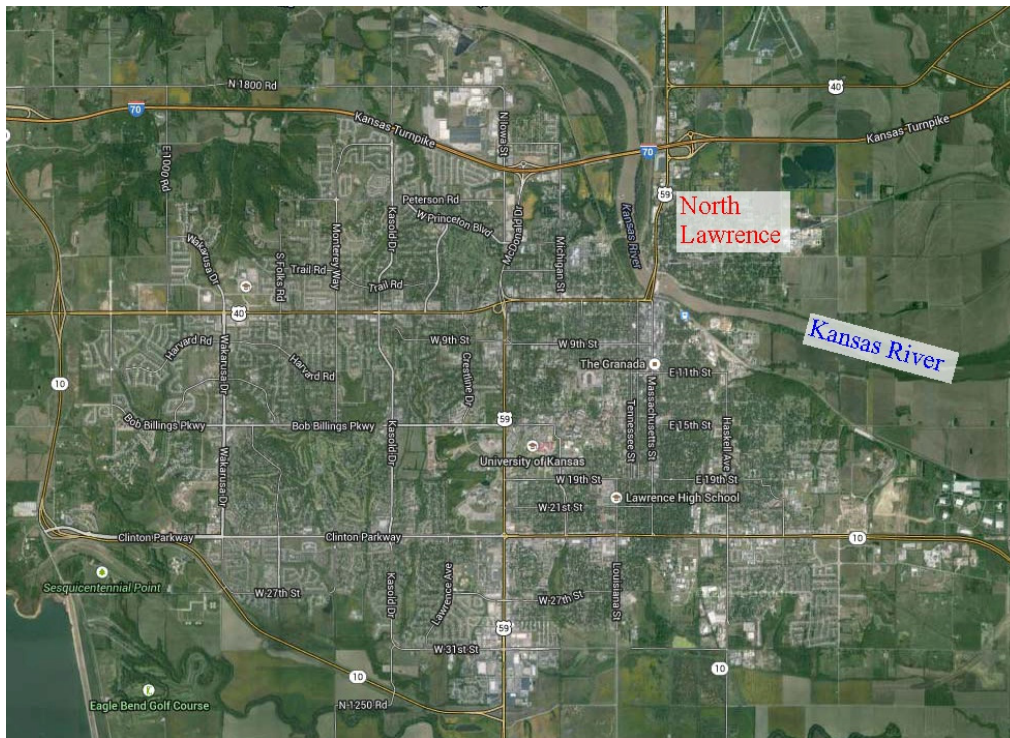 40
N 1800 Rd
70
Kansas Turnpike
N Iowa St
Kansas Turnpike
70
E 1000 Rd
59
North
Lawrence
Peterson Rd
W Princeton Blvd
Kasold Dr
McDonald Dr
Kansas River
Monterey Way
Michigan St
Wakarusa Dr
S Folks Rd
Trail Rd
Trail Rd
40
Kansas River
Harvard Rd
W 9th St
W 9th St
Harvard Rd
Wakarusa Dr
Crestline Dr
The Granada
E 11th St
10
Massachusetts St
Tennessee St
59
Bob Billings Pkwy
Bob Billings Pkwy
E 15th St
Haskell Ave
Kasold Dr
University of Kansas
Wakarusa Dr
W 19th St
E 19th St
Lawrence High School
W 21st St
Clinton Parkway
Clinton Parkway
10
Sesquicentennial Point
W 27th St
Kasold Dr
Lawrence Ave
W 27th St
Louisiana St
59
W 31st St
10
10
Eagle Bend Golf Course
N 1250 Rd